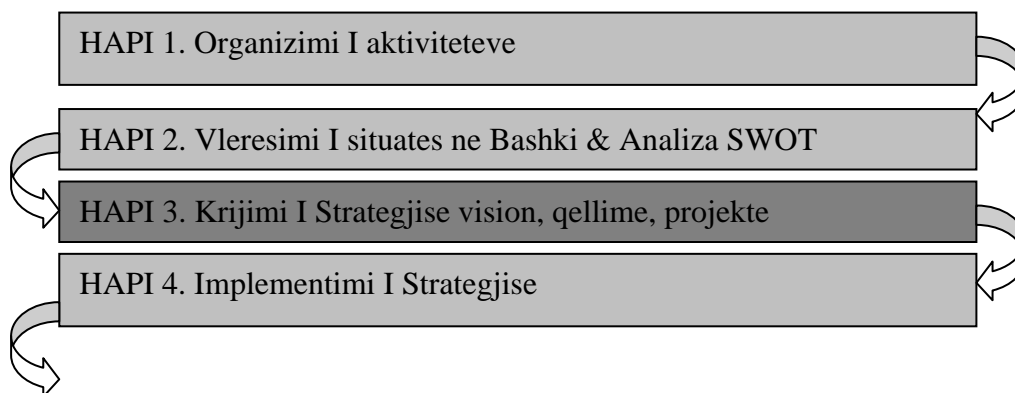 HAPI 1. Organizimi I aktiviteteve
HAPI 2. Vleresimi I situates ne Bashki & Analiza SWOT
HAPI 3. Krijimi I Strategjise vision, qellime, projekte
HAPI 4. Implementimi I Strategjise